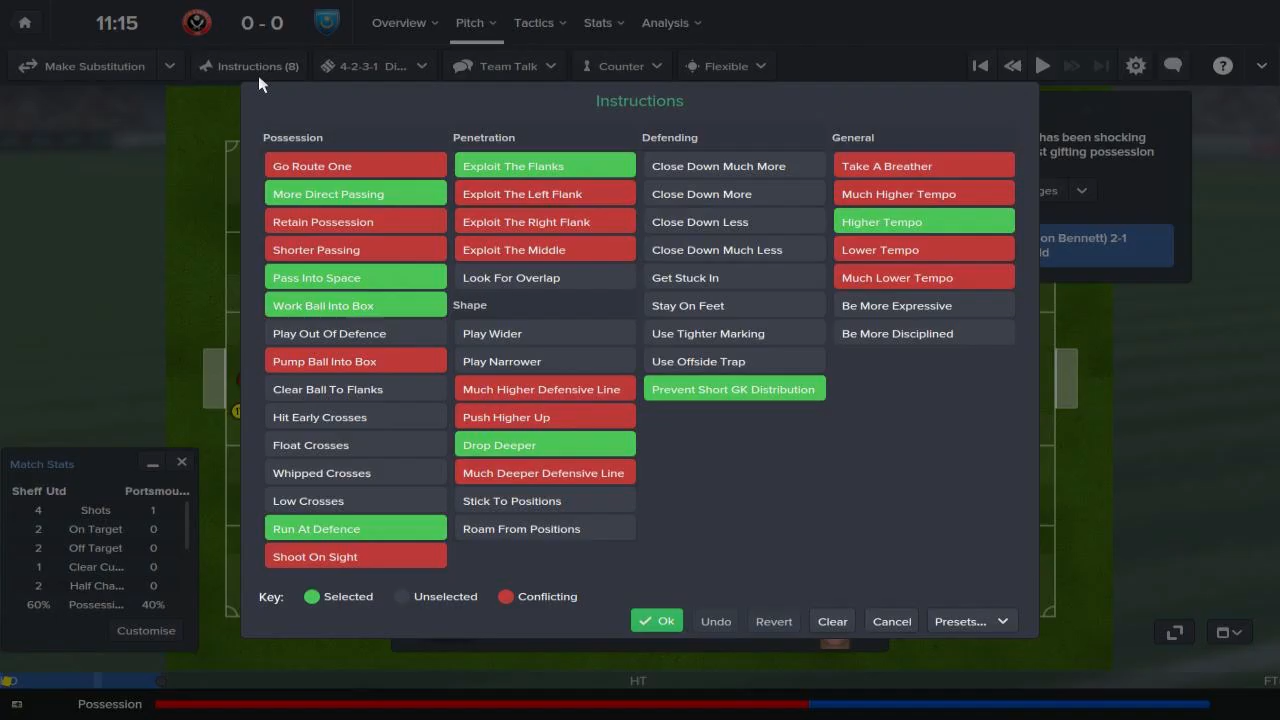 11:15
0 - 0
Overview
Pitch
Tactics
Stats
Analysis
Make Substitution
Instructions (8)
4-2-3-1 Di...
Team Talk
Counter
Flexible
?
Instructions
Possession
Go Route One
More Direct Passing
Retain Possession
Shorter Passing
Pass Into Space
Work Ball Into Box
Play Out Of Defence
Pump Ball Into Box
Clear Ball To Flanks
Hit Early Crosses
Float Crosses
Whipped Crosses
Low Crosses
Run At Defence
Shoot On Sight
Penetration
Exploit The Flanks
Exploit The Left Flank
Exploit The Right Flank
Exploit The Middle
Look For Overlap
Shape
Play Wider
Play Narrower
Much Higher Defensive Line
Push Higher Up
Drop Deeper
Much Deeper Defensive Line
Stick To Positions
Roam From Positions
Defending
Close Down Much More
Close Down More
Close Down Less
Close Down Much Less
Get Stuck In
Stay On Feet
Use Tighter Marking
Use Offside Trap
Prevent Short GK Distribution
General
Take A Breather
Much Higher Tempo
Higher Tempo
Lower Tempo
Much Lower Tempo
Be More Expressive
Be More Disciplined
Key:
Selected
Unselected
Conflicting
Ok
Undo
Revert
Clear
Cancel
Presets...
has been shocking
st gifting possession
ges
on Bennett) 2-1
ld
Match Stats
Sheff Utd
Portsmou...
4 Shots 1
2 On Target 0
2 Off Target 0
1 Clear Cu... 0
2 Half Cha... 0
60% Possessi... 40%
Customise
HT
FT
Possession